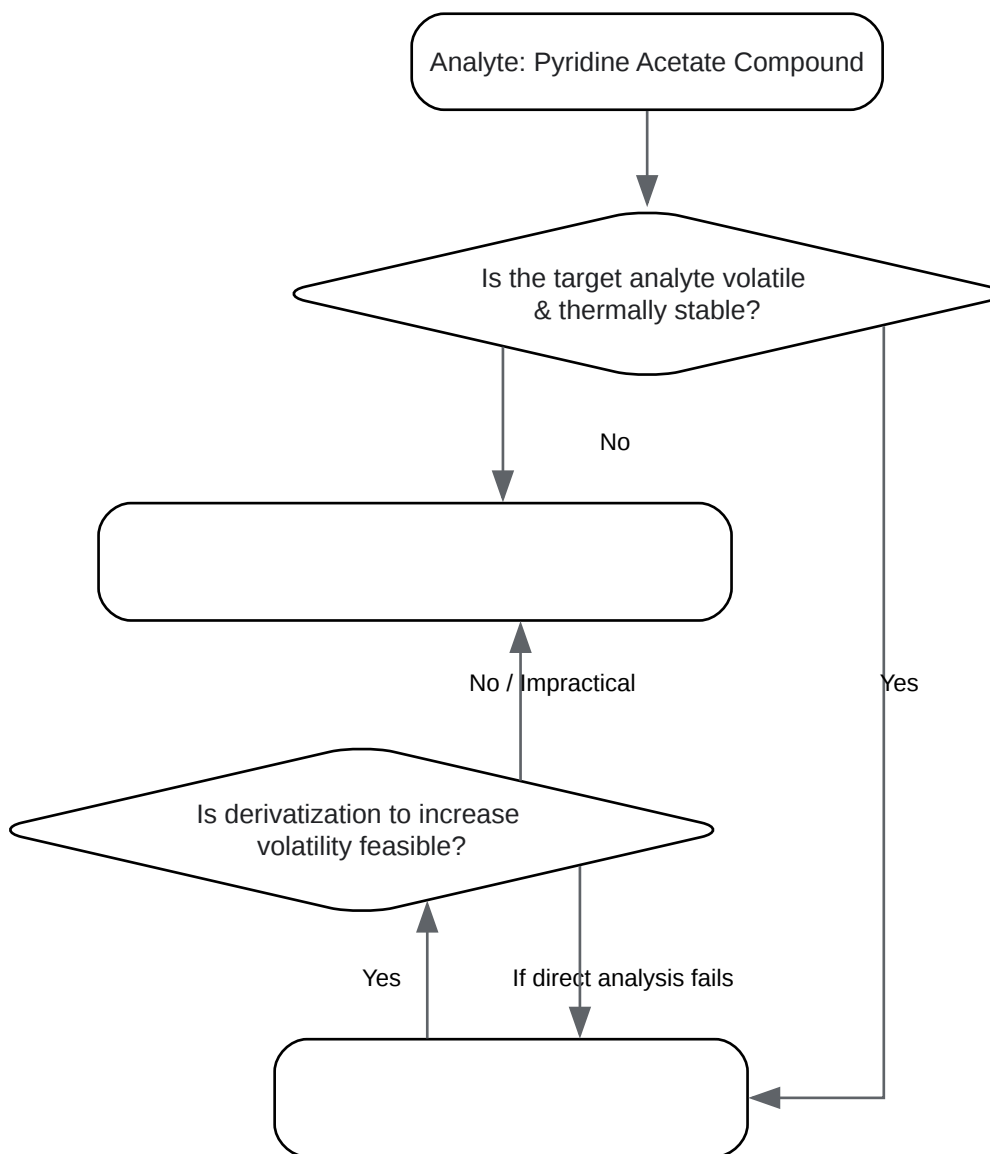 Analyte: Pyridine Acetate Compound
Is the target analyte volatile
& thermally stable?
No
No / Impractical
Yes
Is derivatization to increase
volatility feasible?
Yes
If direct analysis fails